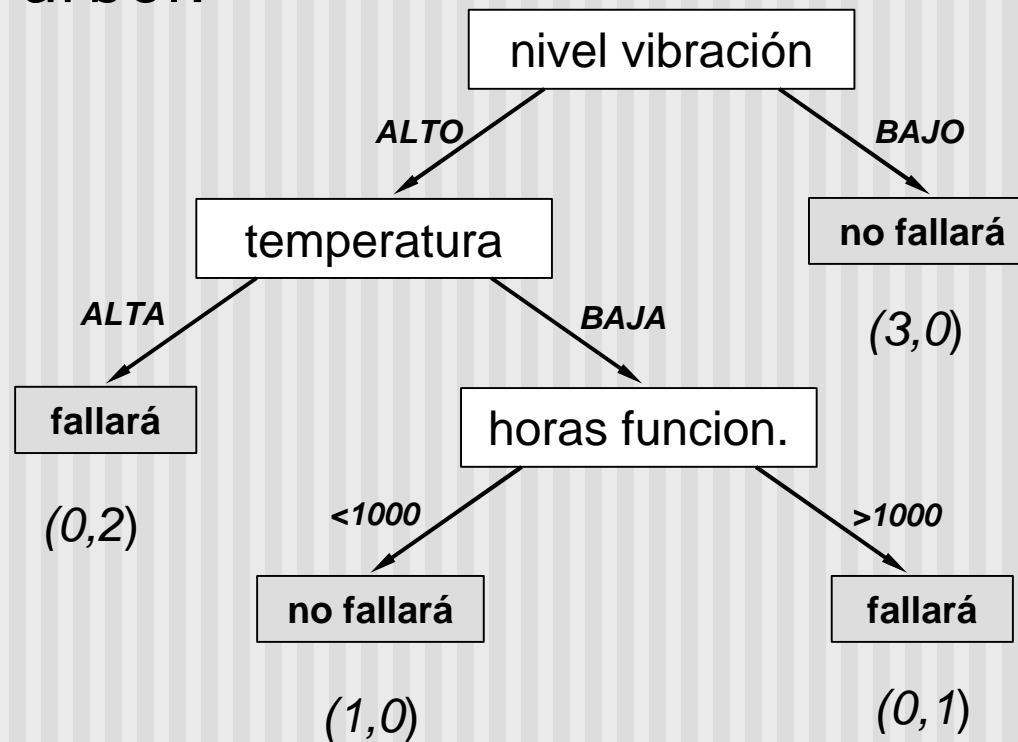 nivel vibración
ALTO
BAJO
temperatura
no fallará
ALTA
BAJA
(3,0)
fallará
horas funcion.
(0,2)
<1000
>1000
no fallará
fallará
(1,0)
(0,1)